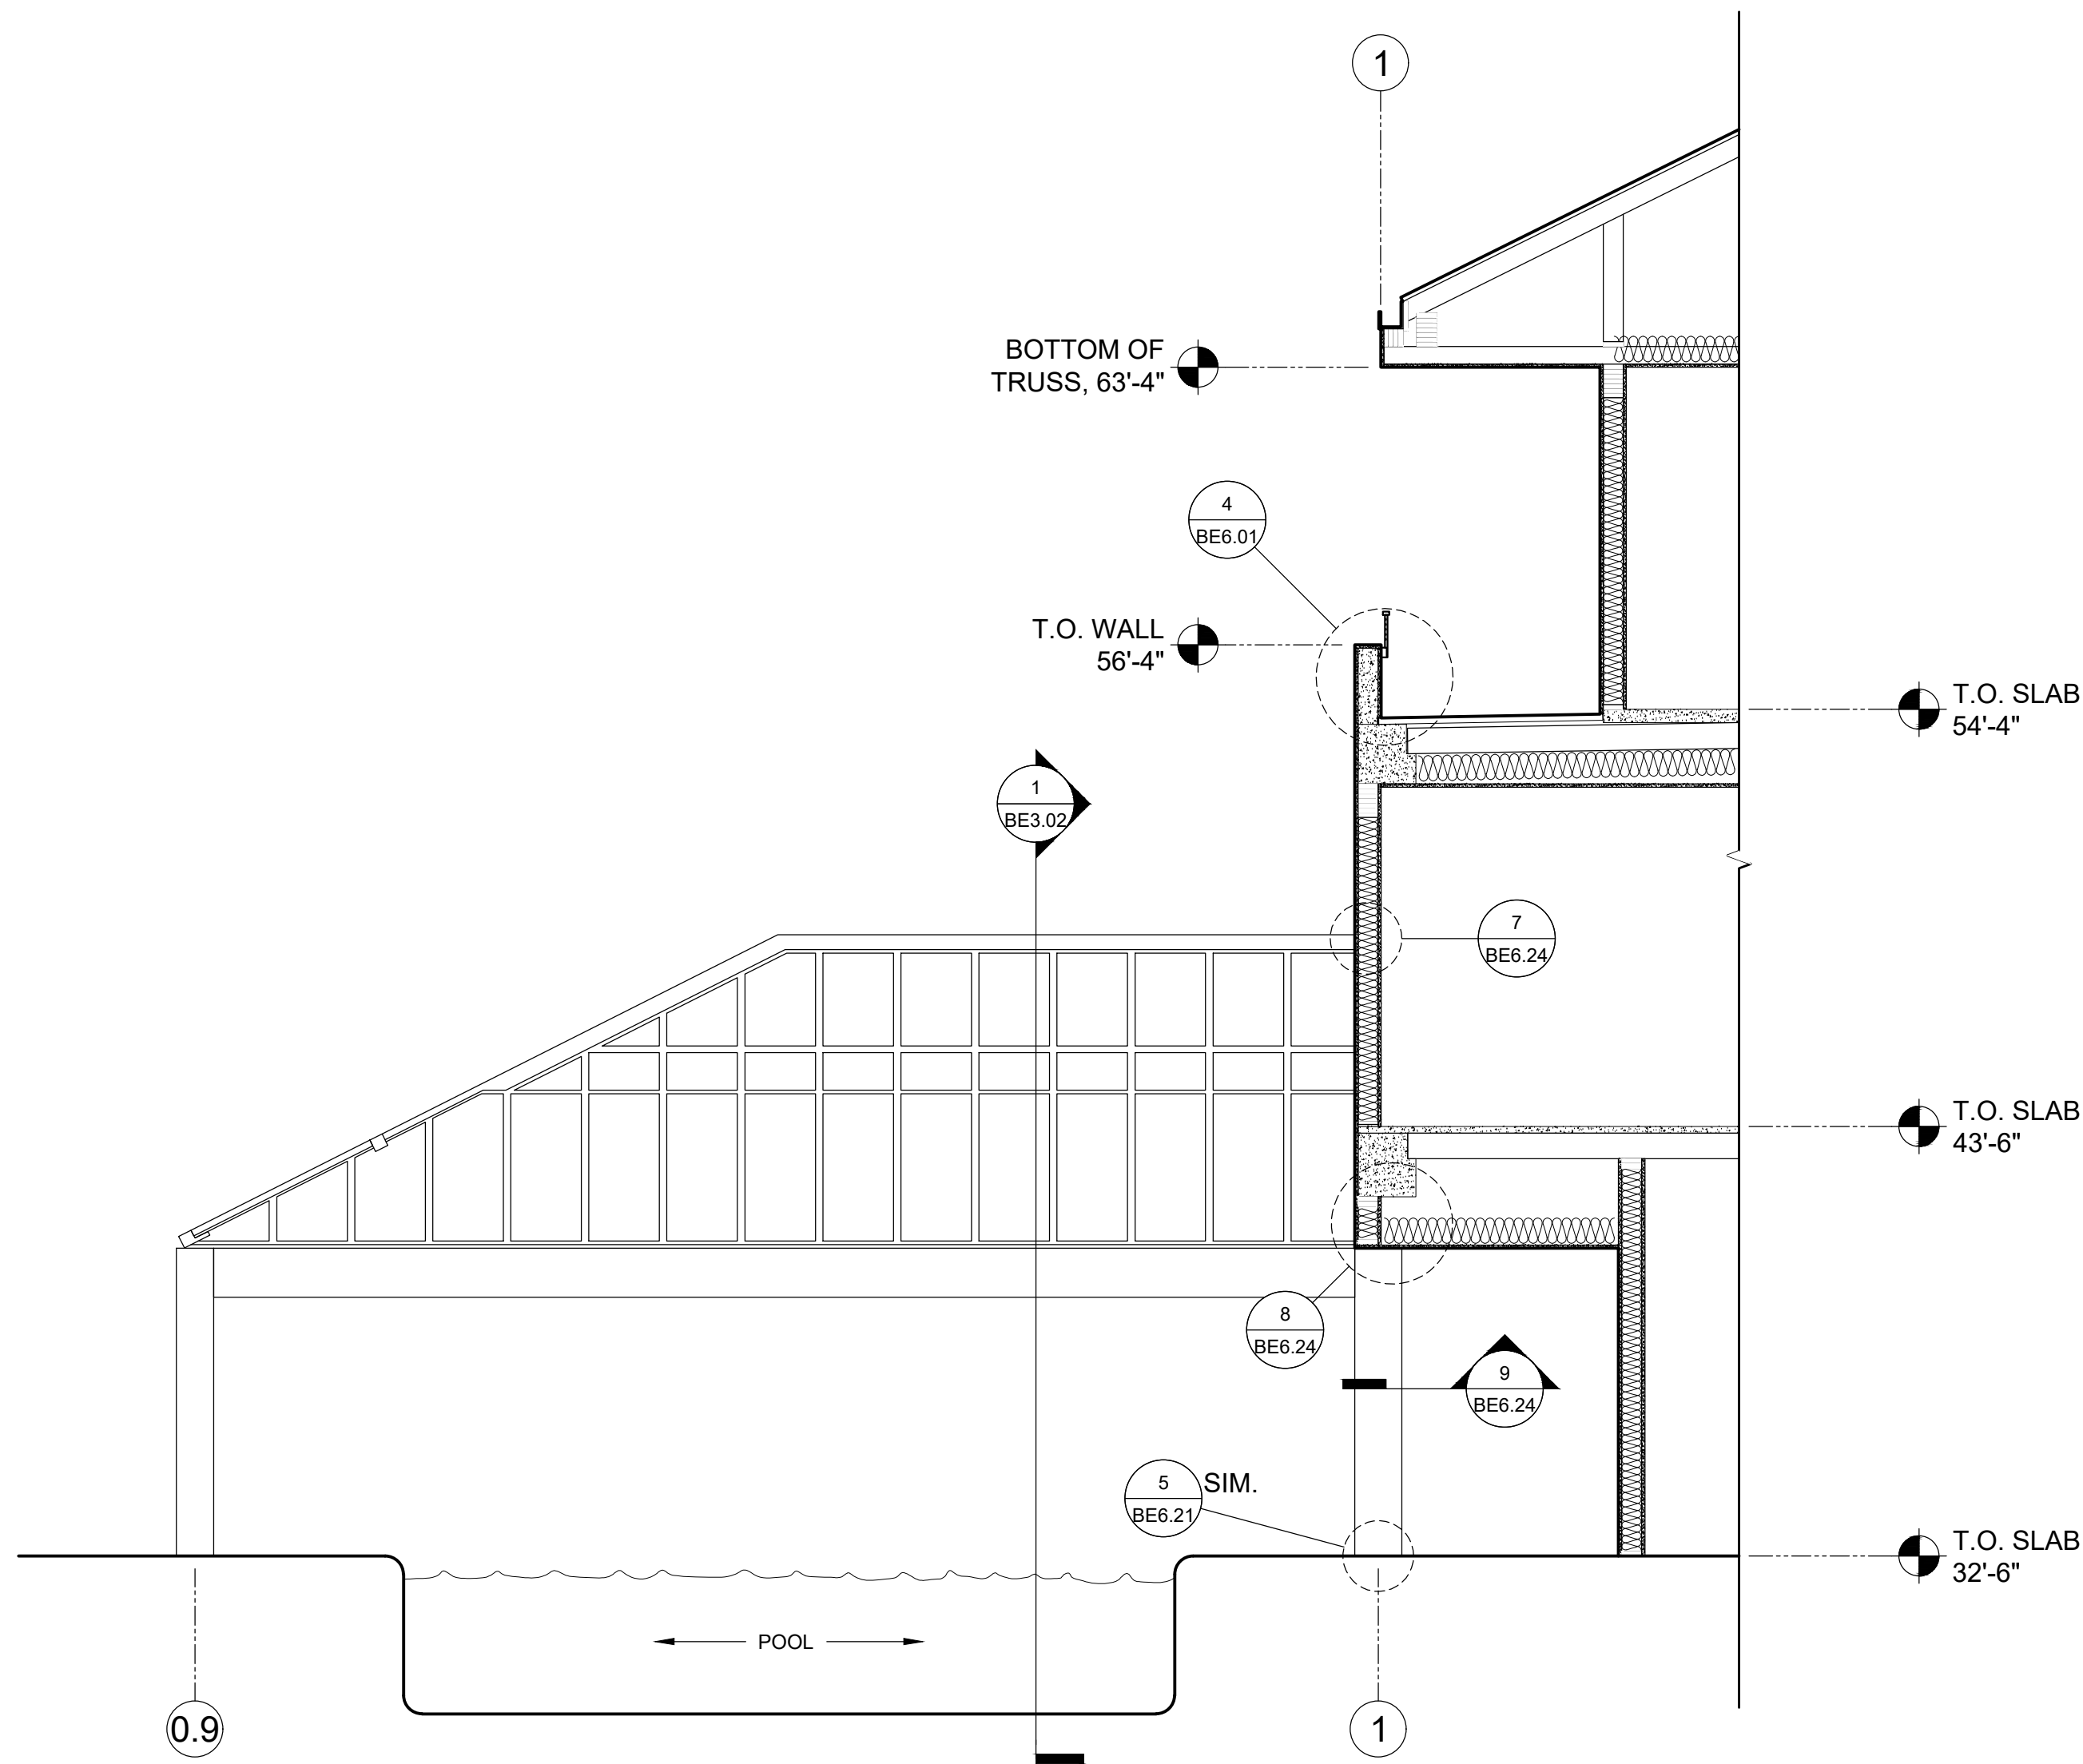 1
BOTTOM OF
TRUSS, 63'-4"
4
BE6.01
T.O. WALL
56'-4"
T.O. SLAB
54'-4"
1
BE3.02
7
BE6.24
T.O. SLAB
43'-6"
8
BE6.24
9
BE6.24
5
SIM.
BE6.21
T.O. SLAB
32'-6"
POOL
0.9
1